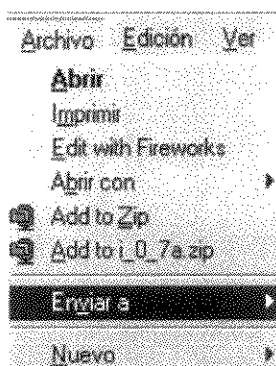 Archivo Edición Ver
Abrir
Imprimir
Edit with Fireworks
Abrir con
Add to Zip
Add to i_0_7a.zip
Enviar a
Nuevo